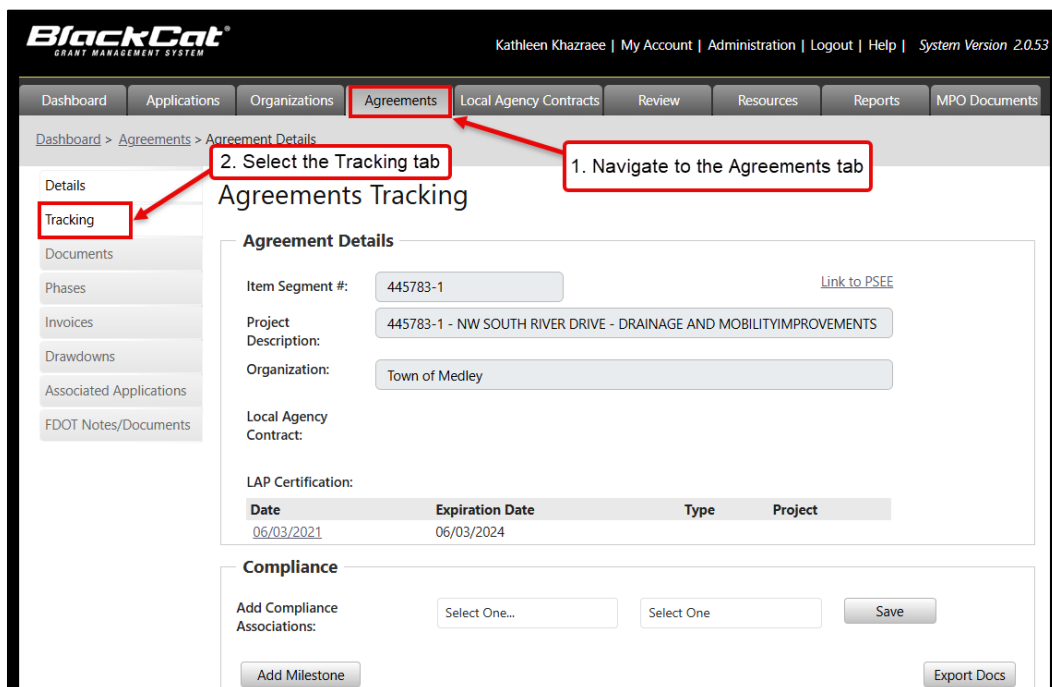 BlackCat®
GRANT MANAGEMENT SYSTEM
Kathleen Khazraee | My Account | Administration | Logout | Help | System Version 2.0.53
Dashboard Applications Organizations Agreements Local Agency Contracts Review Resources Reports MPO Documents
Dashboard > Agreements > Agreement Details
2. Select the Tracking tab
1. Navigate to the Agreements tab
Details
Tracking
Documents
Phases
Invoices
Drawdowns
Associated Applications
FDOT Notes/Documents
Agreements Tracking
Agreement Details
Item Segment #: 445783-1 Link to PSEE
Project
Description:
445783-1 - NW SOUTH RIVER DRIVE - DRAINAGE AND MOBILITYIMPROVEMENTS
Organization: Town of Medley
Local Agency
Contract:
LAP Certification:
Date Expiration Date Type Project
06/03/2021 06/03/2024
Compliance
Add Compliance
Associations:
Select One... Select One Save
Add Milestone Export Docs